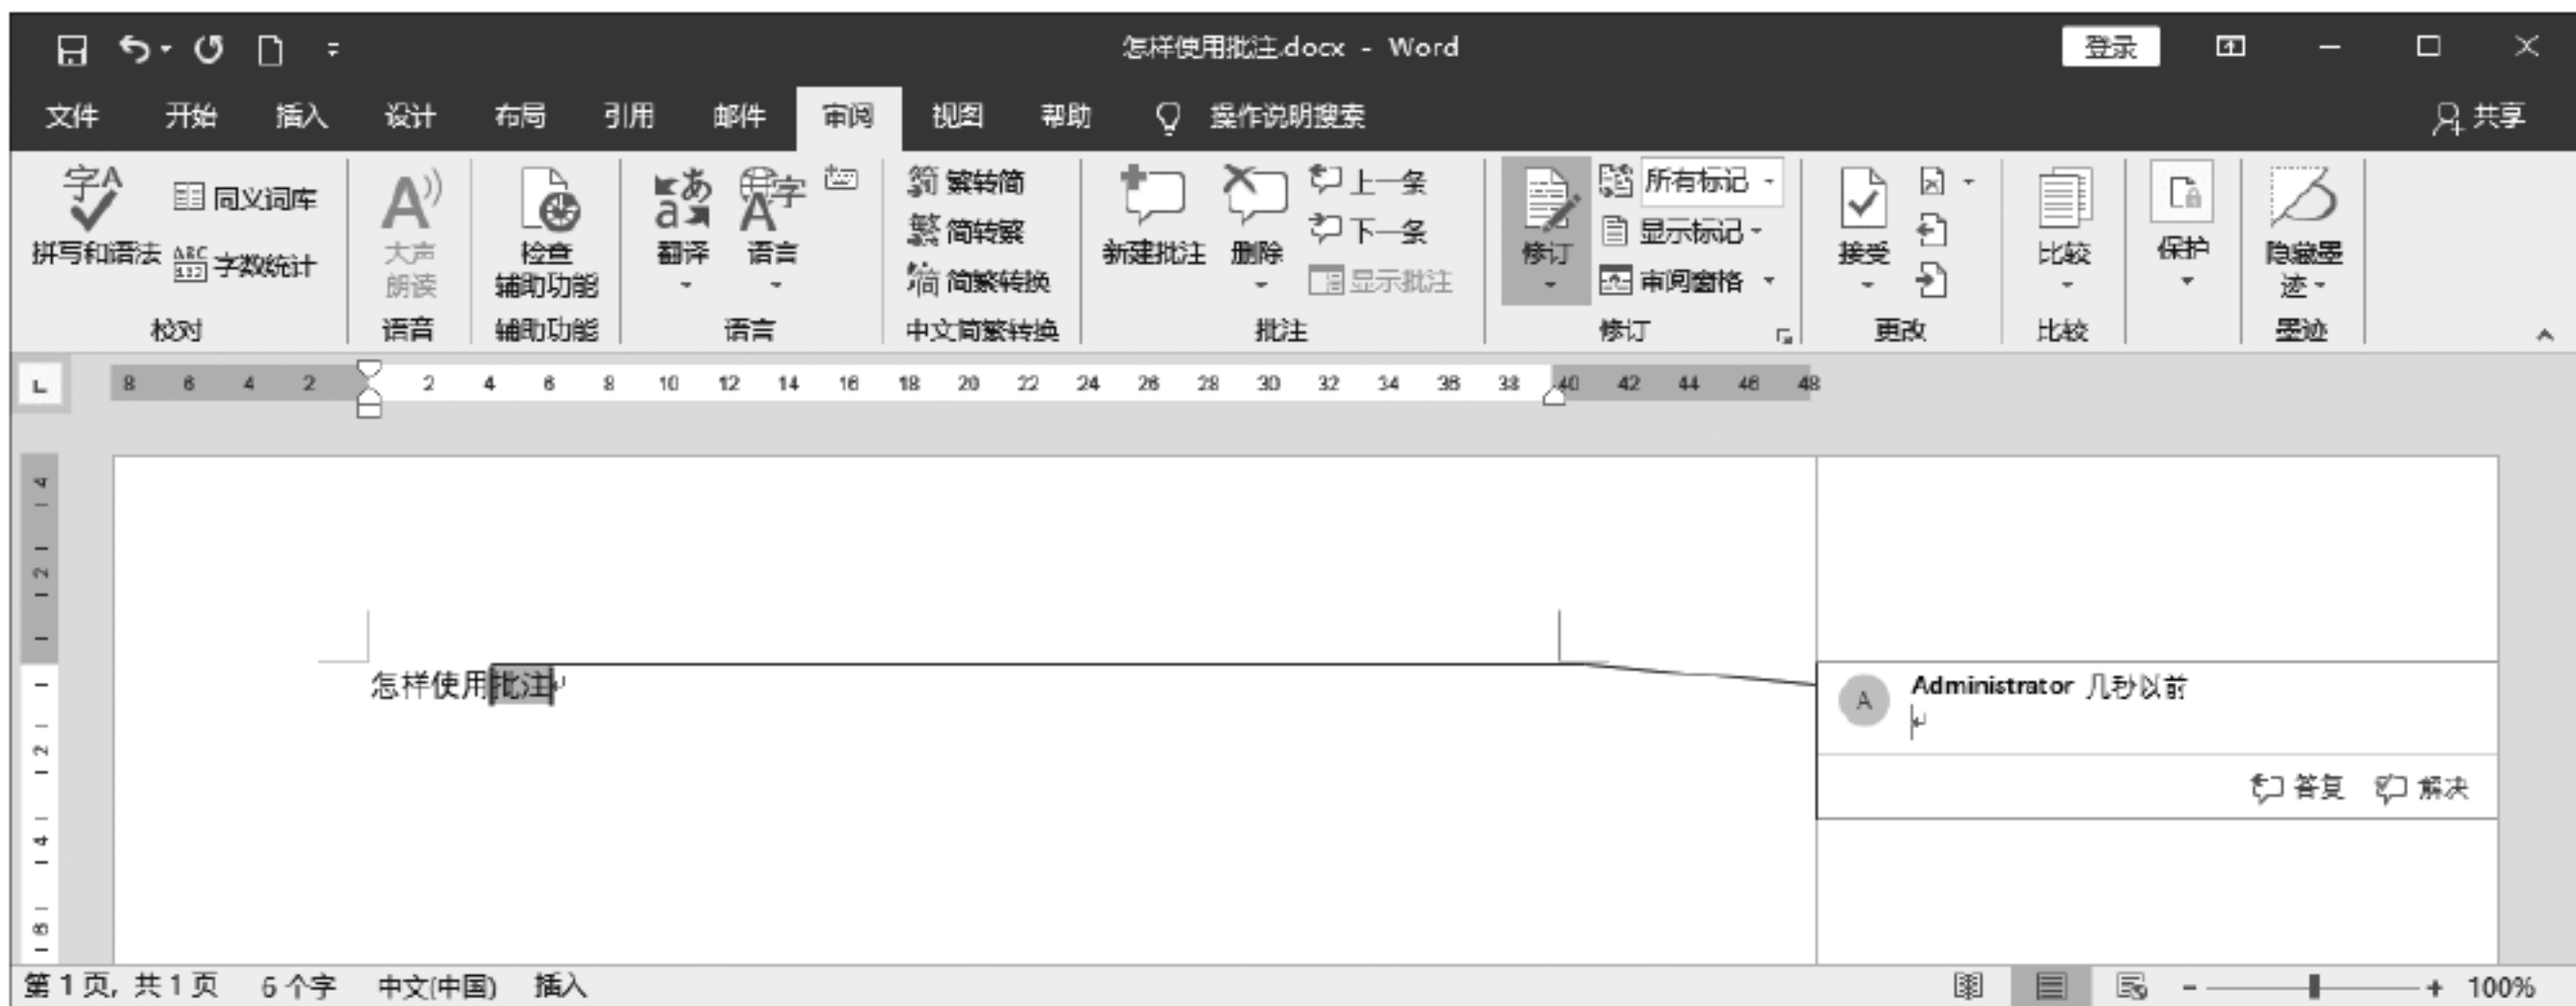 怎样使用批注.docx - Word
登录
文件 开始 插入 设计 布局 引用 邮件 审阅 视图 帮助 操作说明搜索 共享
拼写和语法 同义词库 字数统计
大声朗读
检查辅助功能
翻译 语言
繁转简
简转繁
简繁转换
新建批注 删除 上一条
下一条
显示批注
修订 所有标记
显示标记
审阅窗格
接受 比较 保护 隐藏墨迹
校对 语音 辅助功能 语言 中文简繁转换 批注 修订 更改 比较 墨迹
L 8 6 4 2 2 4 6 8 10 12 14 16 18 20 22 24 26 28 30 32 34 36 38 40 42 44 46 48
4
2
2
4
6
怎样使用批注
A Administrator 几秒以前
答复 解决
第 1 页, 共 1 页 6 个字 中文(中国) 插入 - + 100%